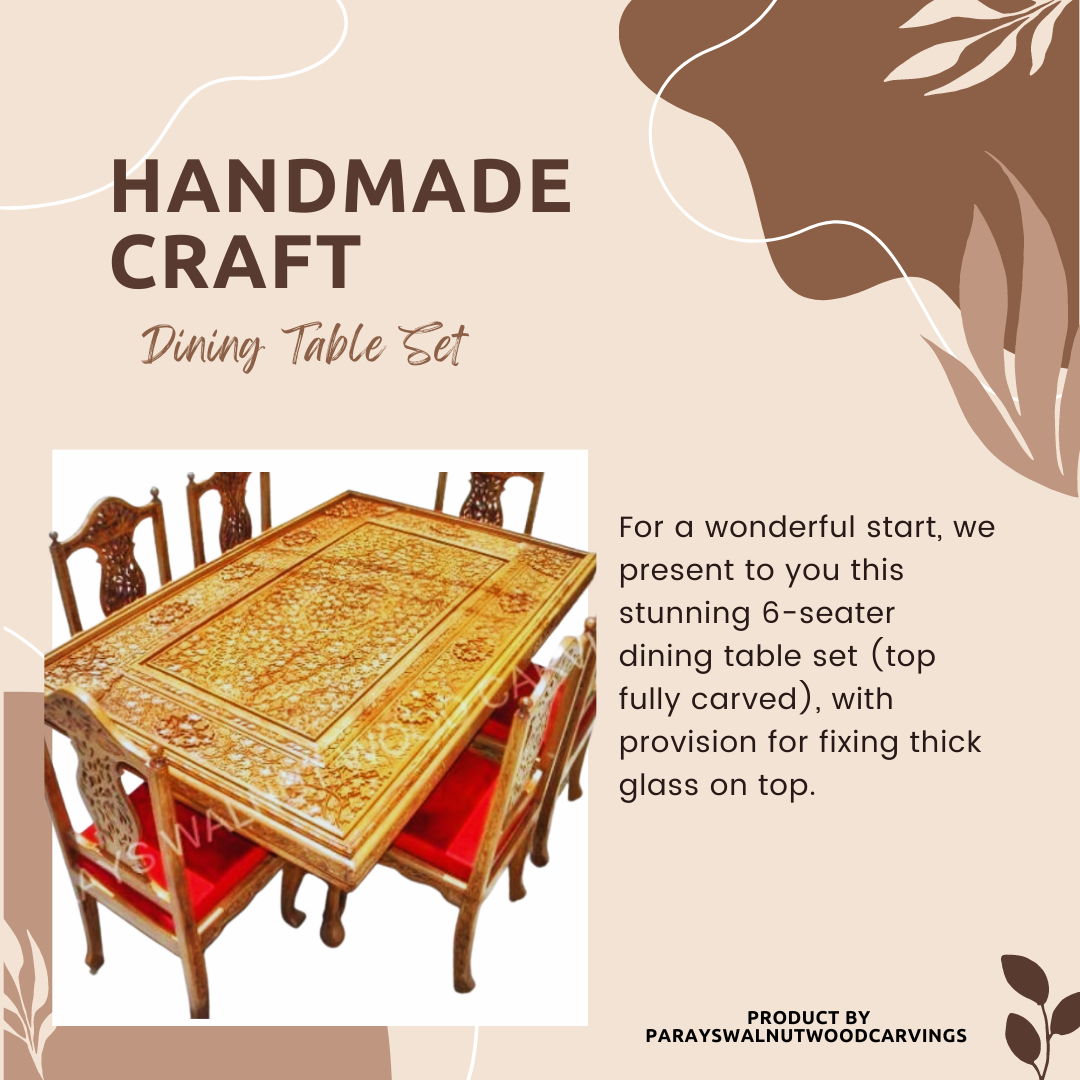 HANDMADE
CRAFT
Dining Table Set
For a wonderful start, we
present to you this
stunning 6-seater
dining table set (top
fully carved), with
provision for fixing thick
glass on top.
PRODUCT BY
PARAYSWALNUTWOODCARVINGS